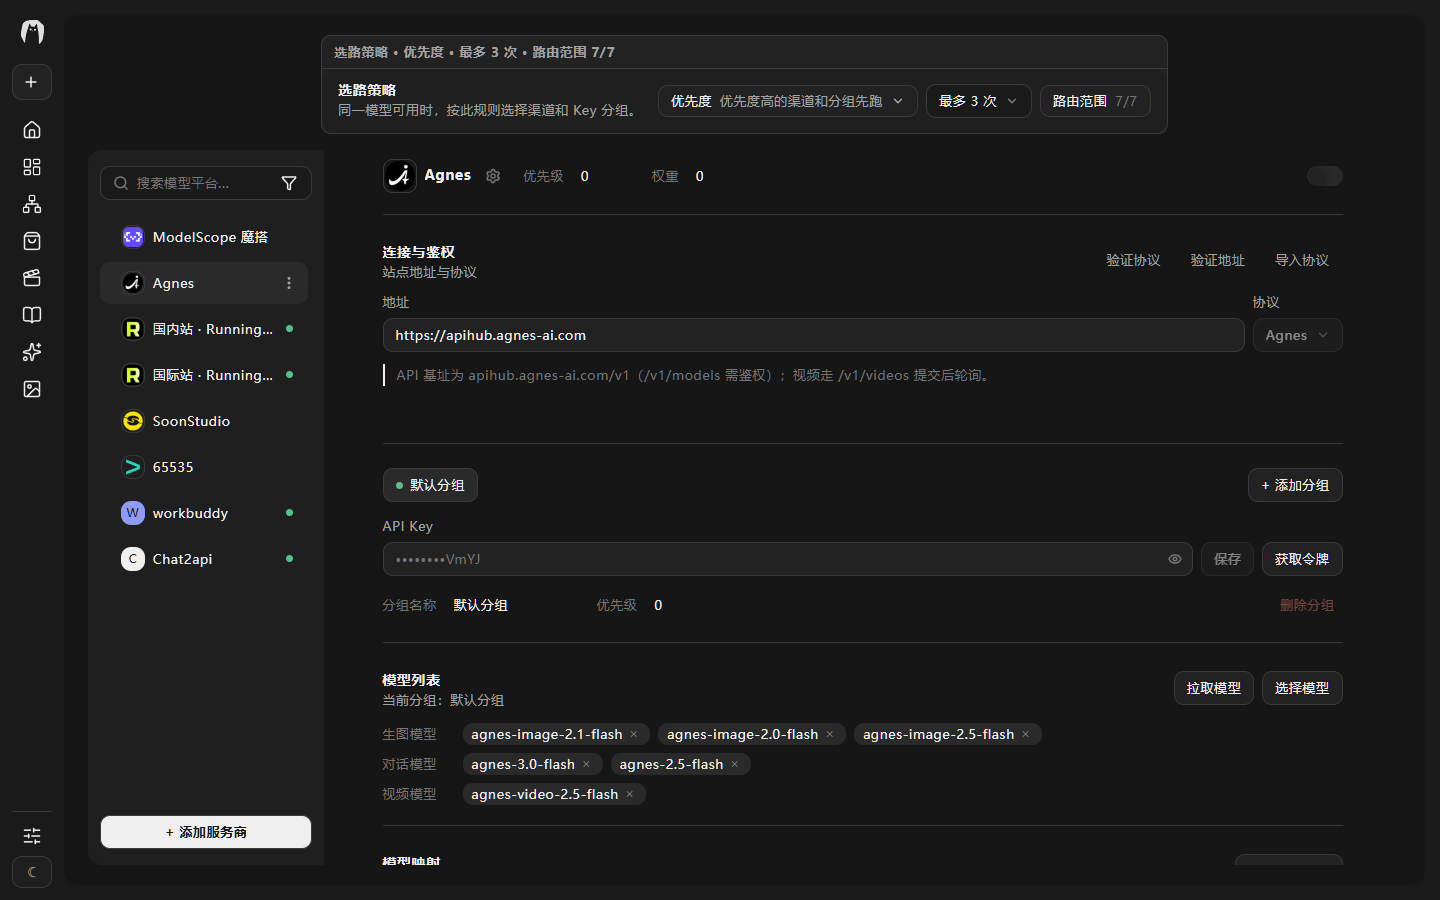 选路策略 • 优先度 • 最多 3 次 • 路由范围 7/7
选路策略
同一模型可用时，按此规则选择渠道和 Key 分组。
优先度 优先度高的渠道和分组先跑
最多 3 次
路由范围 7/7
搜索模型平台...
ModelScope 魔搭
Agnes
国内站 · Running...
国际站 · Running...
SoonStudio
65535
W workbuddy
C Chat2api
+ 添加服务商
Agnes
优先级 0
权重 0
连接与鉴权
站点地址与协议
验证协议 验证地址 导入协议
地址
协议
https://apihub.agnes-ai.com
Agnes
API 基址为 apihub.agnes-ai.com/v1（/v1/models 需鉴权）；视频走 /v1/videos 提交后轮询。
默认分组
+ 添加分组
API Key
••••••••VmYJ
保存
获取令牌
分组名称 默认分组
优先级 0
删除分组
模型列表
当前分组：默认分组
拉取模型 选择模型
生图模型 agnes-image-2.1-flash × agnes-image-2.0-flash × agnes-image-2.5-flash ×
对话模型 agnes-3.0-flash × agnes-2.5-flash ×
视频模型 agnes-video-2.5-flash ×
模型映射